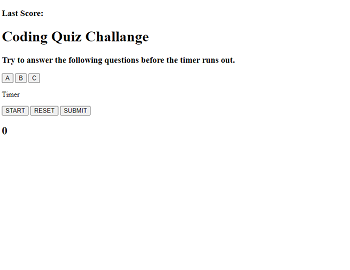 Last Score:
Coding Quiz Challange
Try to answer the following questions before the timer runs out.
A B C
Timer
START RESET SUBMIT
0